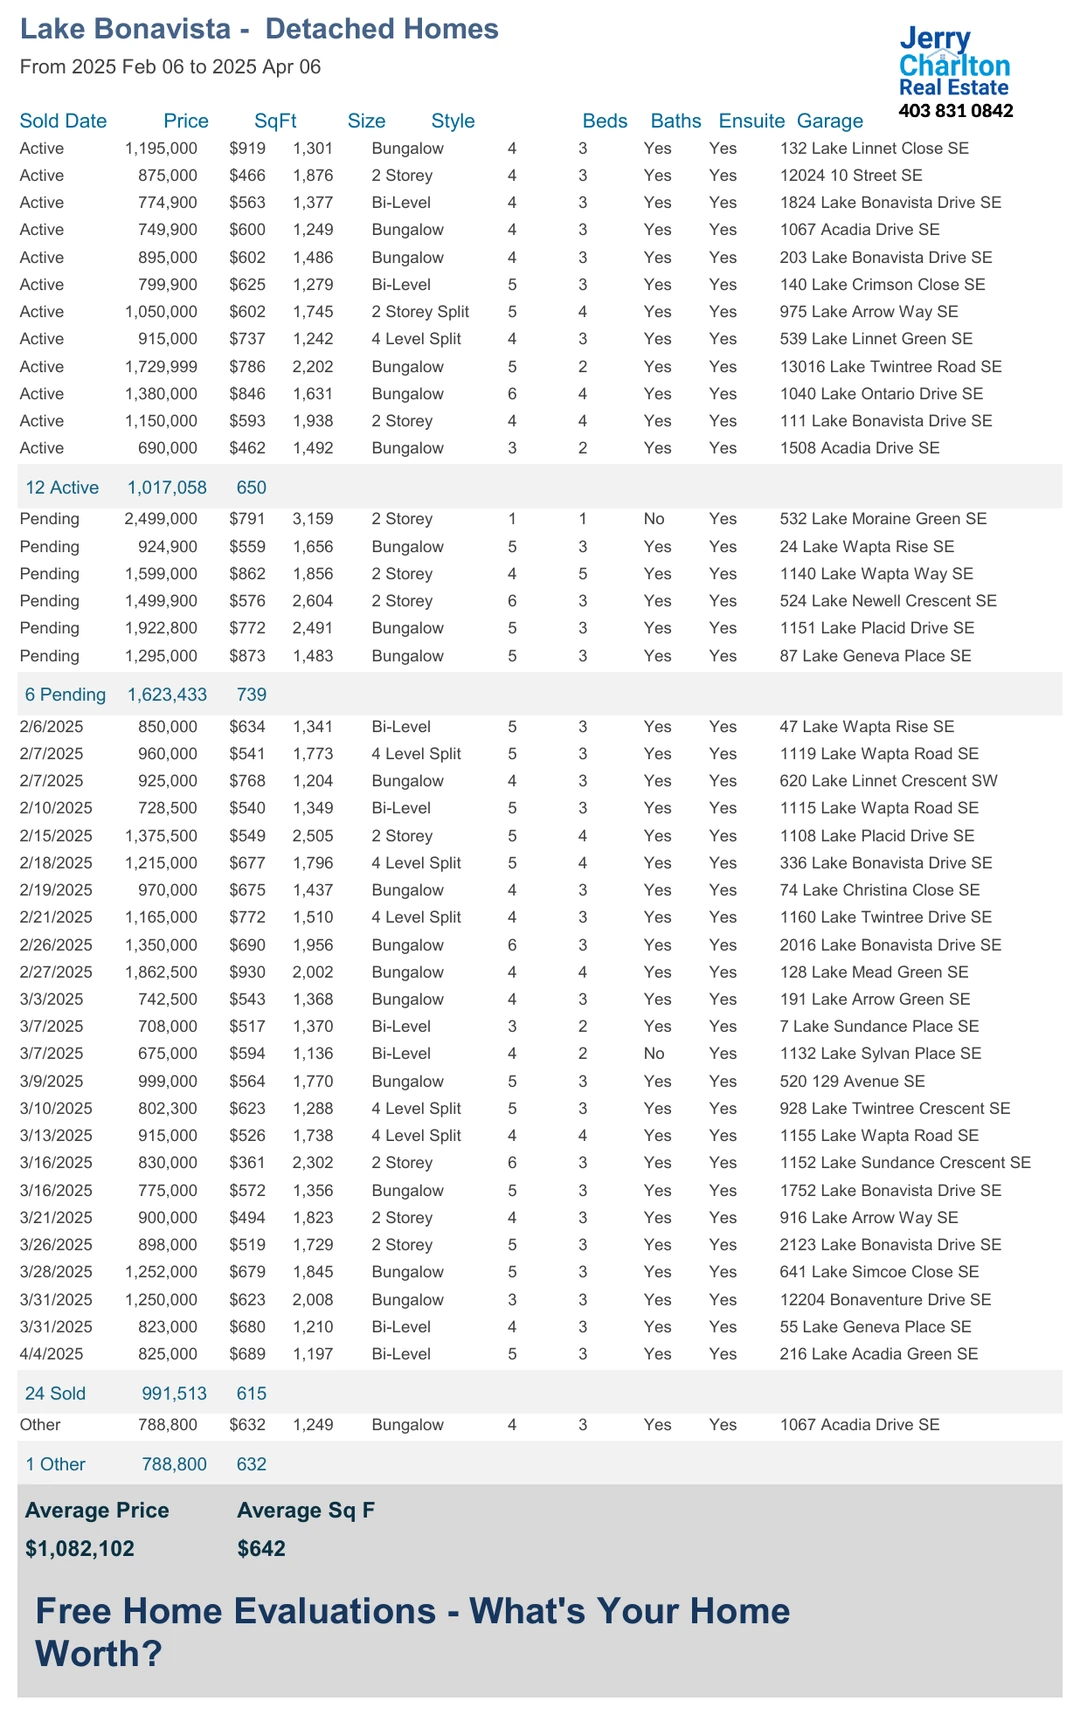 Lake Bonavista -  Detached Homes
From 2025 Feb 06 to 2025 Apr 06
Jerry
Charlton
Real Estate
403 831 0842
Sold Date Price SqFt Size Style Beds Baths Ensuite Garage
Active 1,195,000 $919 1,301 Bungalow 4 3 Yes Yes 132 Lake Linnet Close SE
Active 875,000 $466 1,876 2 Storey 4 3 Yes Yes 12024 10 Street SE
Active 774,900 $563 1,377 Bi-Level 4 3 Yes Yes 1824 Lake Bonavista Drive SE
Active 749,900 $600 1,249 Bungalow 4 3 Yes Yes 1067 Acadia Drive SE
Active 895,000 $602 1,486 Bungalow 4 3 Yes Yes 203 Lake Bonavista Drive SE
Active 799,900 $625 1,279 Bi-Level 5 3 Yes Yes 140 Lake Crimson Close SE
Active 1,050,000 $602 1,745 2 Storey Split 5 4 Yes Yes 975 Lake Arrow Way SE
Active 915,000 $737 1,242 4 Level Split 4 3 Yes Yes 539 Lake Linnet Green SE
Active 1,729,999 $786 2,202 Bungalow 5 2 Yes Yes 13016 Lake Twintree Road SE
Active 1,380,000 $846 1,631 Bungalow 6 4 Yes Yes 1040 Lake Ontario Drive SE
Active 1,150,000 $593 1,938 2 Storey 4 4 Yes Yes 111 Lake Bonavista Drive SE
Active 690,000 $462 1,492 Bungalow 3 2 Yes Yes 1508 Acadia Drive SE
12 Active 1,017,058 650
Pending 2,499,000 $791 3,159 2 Storey 1 1 No Yes 532 Lake Moraine Green SE
Pending 924,900 $559 1,656 Bungalow 5 3 Yes Yes 24 Lake Wapta Rise SE
Pending 1,599,000 $862 1,856 2 Storey 4 5 Yes Yes 1140 Lake Wapta Way SE
Pending 1,499,900 $576 2,604 2 Storey 6 3 Yes Yes 524 Lake Newell Crescent SE
Pending 1,922,800 $772 2,491 Bungalow 5 3 Yes Yes 1151 Lake Placid Drive SE
Pending 1,295,000 $873 1,483 Bungalow 5 3 Yes Yes 87 Lake Geneva Place SE
6 Pending 1,623,433 739
2/6/2025 850,000 $634 1,341 Bi-Level 5 3 Yes Yes 47 Lake Wapta Rise SE
2/7/2025 960,000 $541 1,773 4 Level Split 5 3 Yes Yes 1119 Lake Wapta Road SE
2/7/2025 925,000 $768 1,204 Bungalow 4 3 Yes Yes 620 Lake Linnet Crescent SW
2/10/2025 728,500 $540 1,349 Bi-Level 5 3 Yes Yes 1115 Lake Wapta Road SE
2/15/2025 1,375,500 $549 2,505 2 Storey 5 4 Yes Yes 1108 Lake Placid Drive SE
2/18/2025 1,215,000 $677 1,796 4 Level Split 5 4 Yes Yes 336 Lake Bonavista Drive SE
2/19/2025 970,000 $675 1,437 Bungalow 4 3 Yes Yes 74 Lake Christina Close SE
2/21/2025 1,165,000 $772 1,510 4 Level Split 4 3 Yes Yes 1160 Lake Twintree Drive SE
2/26/2025 1,350,000 $690 1,956 Bungalow 6 3 Yes Yes 2016 Lake Bonavista Drive SE
2/27/2025 1,862,500 $930 2,002 Bungalow 4 4 Yes Yes 128 Lake Mead Green SE
3/3/2025 742,500 $543 1,368 Bungalow 4 3 Yes Yes 191 Lake Arrow Green SE
3/7/2025 708,000 $517 1,370 Bi-Level 3 2 Yes Yes 7 Lake Sundance Place SE
3/7/2025 675,000 $594 1,136 Bi-Level 4 2 No Yes 1132 Lake Sylvan Place SE
3/9/2025 999,000 $564 1,770 Bungalow 5 3 Yes Yes 520 129 Avenue SE
3/10/2025 802,300 $623 1,288 4 Level Split 5 3 Yes Yes 928 Lake Twintree Crescent SE
3/13/2025 915,000 $526 1,738 4 Level Split 4 4 Yes Yes 1155 Lake Wapta Road SE
3/16/2025 830,000 $361 2,302 2 Storey 6 3 Yes Yes 1152 Lake Sundance Crescent SE
3/16/2025 775,000 $572 1,356 Bungalow 5 3 Yes Yes 1752 Lake Bonavista Drive SE
3/21/2025 900,000 $494 1,823 2 Storey 4 3 Yes Yes 916 Lake Arrow Way SE
3/26/2025 898,000 $519 1,729 2 Storey 5 3 Yes Yes 2123 Lake Bonavista Drive SE
3/28/2025 1,252,000 $679 1,845 Bungalow 5 3 Yes Yes 641 Lake Simcoe Close SE
3/31/2025 1,250,000 $623 2,008 Bungalow 3 3 Yes Yes 12204 Bonaventure Drive SE
3/31/2025 823,000 $680 1,210 Bi-Level 4 3 Yes Yes 55 Lake Geneva Place SE
4/4/2025 825,000 $689 1,197 Bi-Level 5 3 Yes Yes 216 Lake Acadia Green SE
24 Sold 991,513 615
Other 788,800 $632 1,249 Bungalow 4 3 Yes Yes 1067 Acadia Drive SE
1 Other 788,800 632
Average Price Average Sq F
$1,082,102 $642
Free Home Evaluations - What's Your Home
Worth?